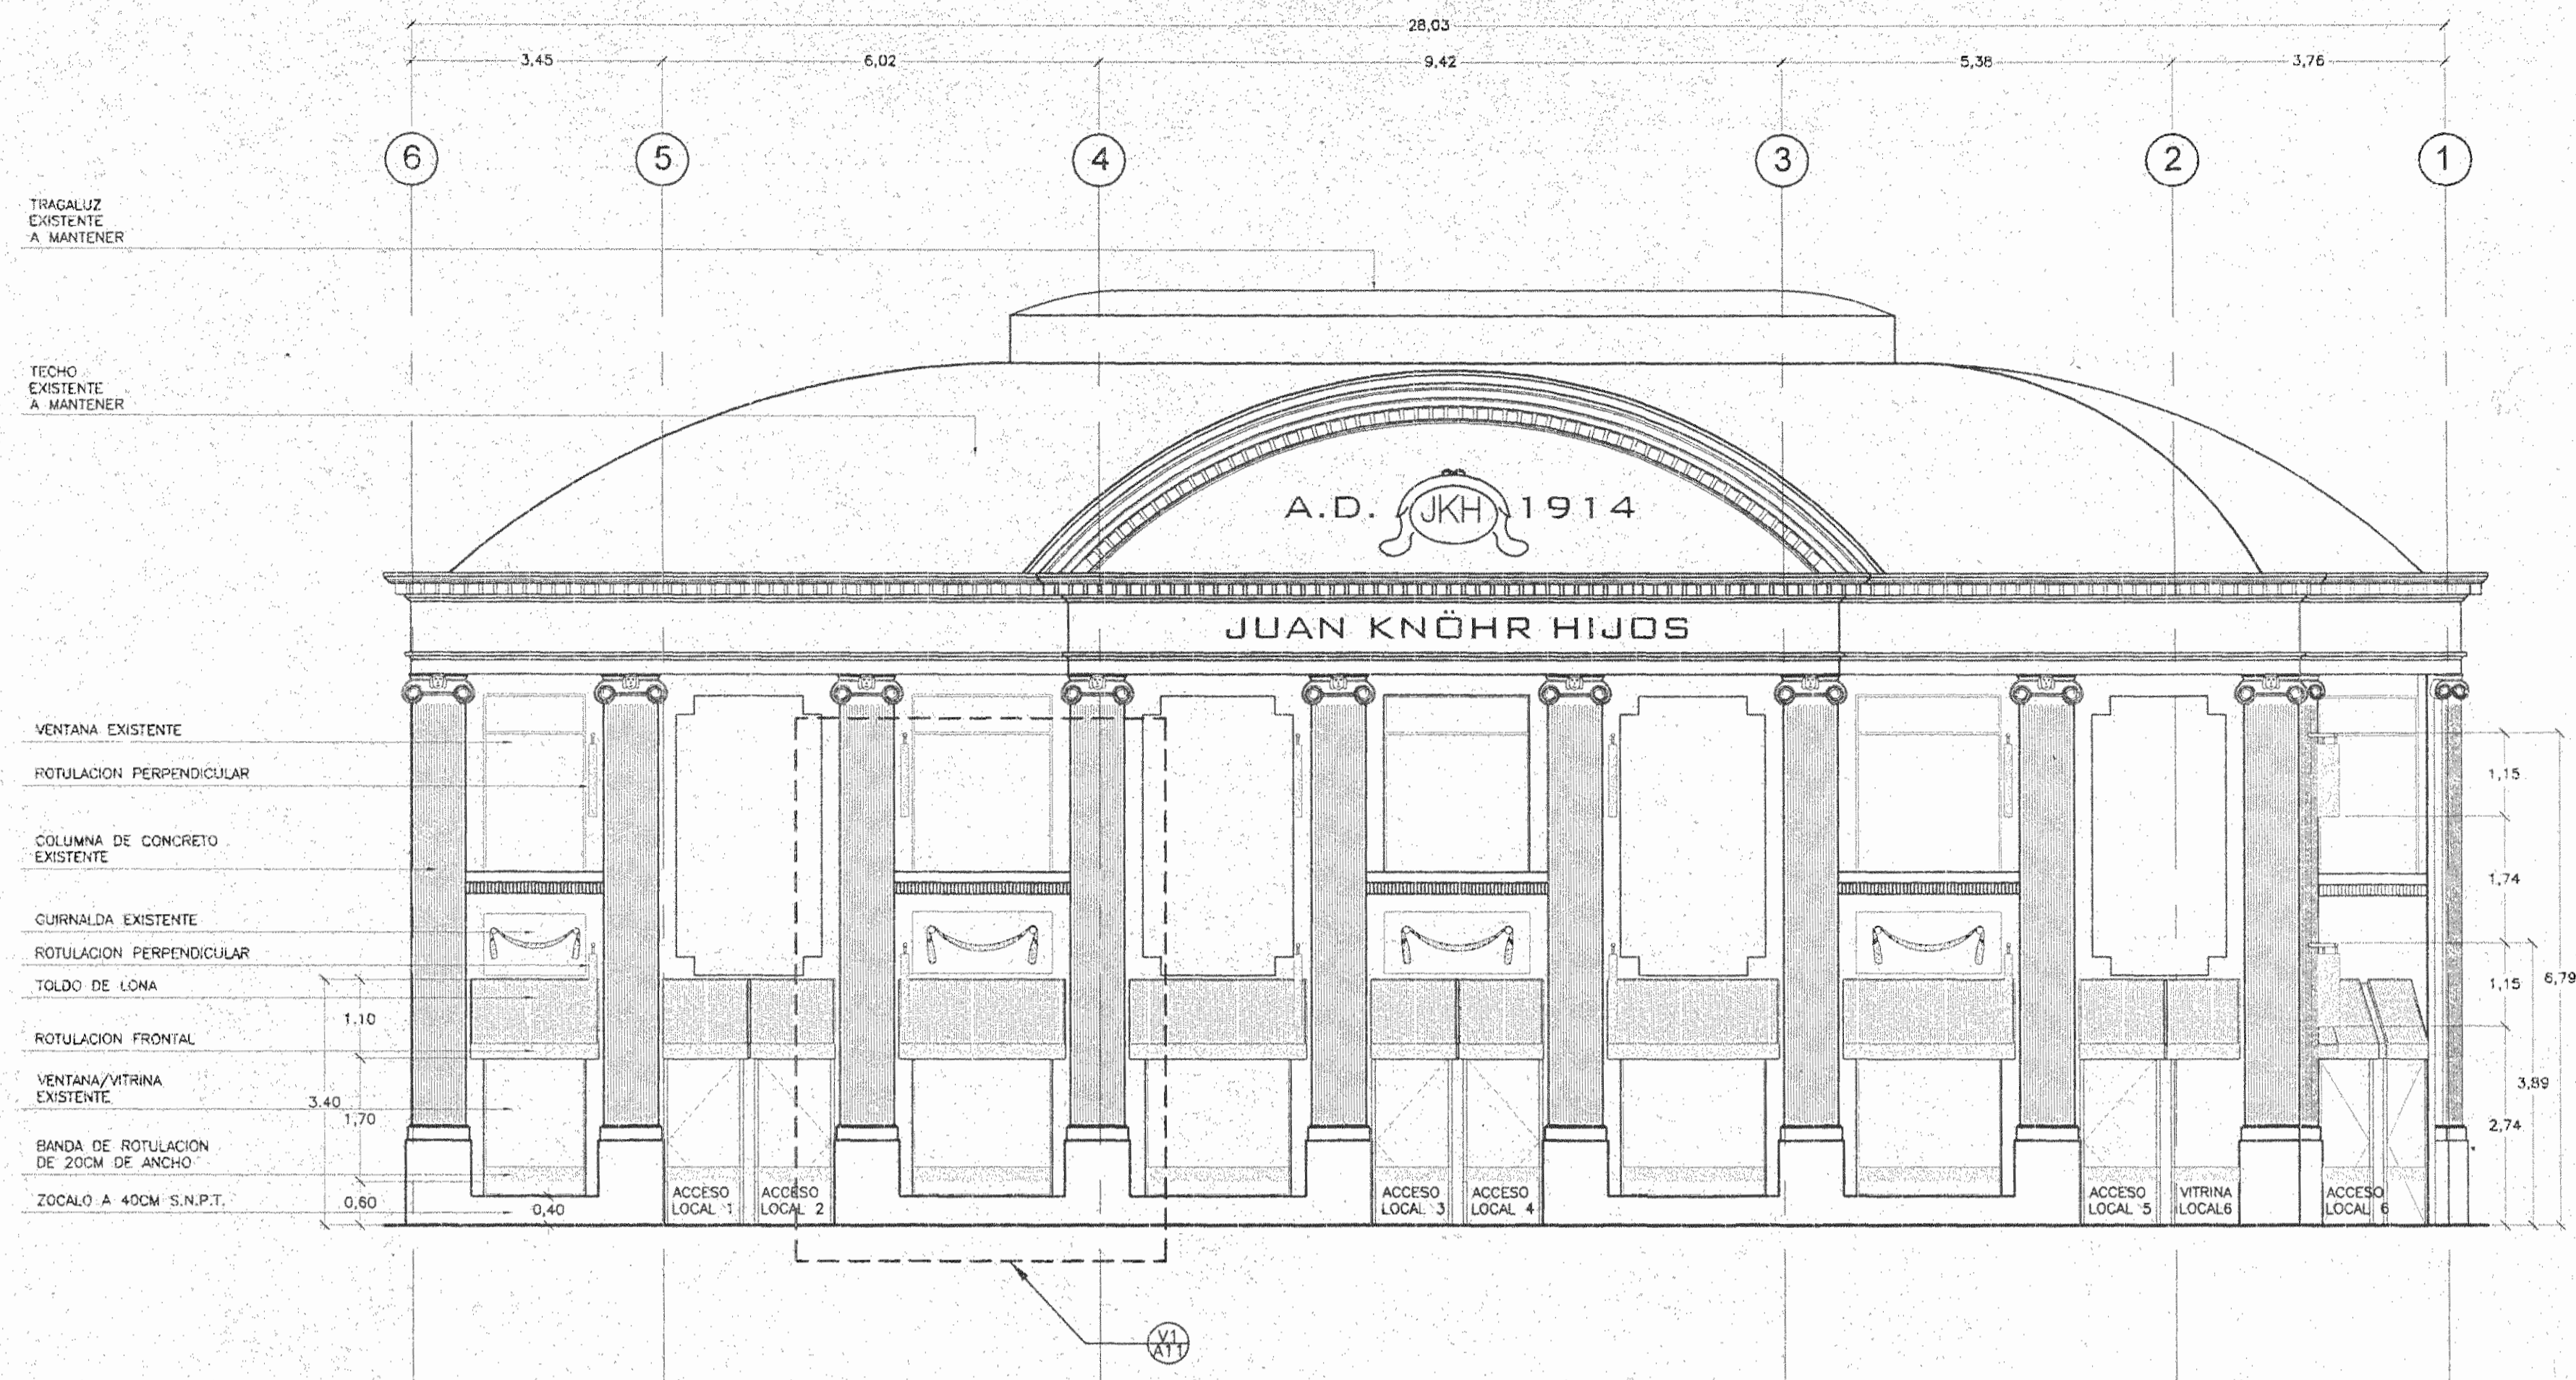 28,03
3,45
6,02
9,42
5,38
3,76
6
5
4
3
2
1
TRAGALUZ
EXISTENTE
A MANTENER
TECHO
EXISTENTE
A MANTENER
A.D. JKH 1914
JUAN KNÖHR HIJOS
VENTANA EXISTENTE
ROTULACION PERPENDICULAR
COLUMNA DE CONCRETO
EXISTENTE
GUIRNALDA EXISTENTE
ROTULACION PERPENDICULAR
TOLDO DE LONA
ROTULACION FRONTAL
VENTANA/VITRINA
EXISTENTE
BANDA DE ROTULACION
DE 20CM DE ANCHO
ZOCALO A 40CM S.N.P.T.
1.10
3.40
1,70
0,60
0,40
ACCESO
LOCAL 1
ACCESO
LOCAL 2
ACCESO
LOCAL 3
ACCESO
LOCAL 4
ACCESO
LOCAL 5
VITRINA
LOCAL6
ACCESO
LOCAL 6
1,15
1,74
1,15
6,79
3,89
2,74
V1
A11